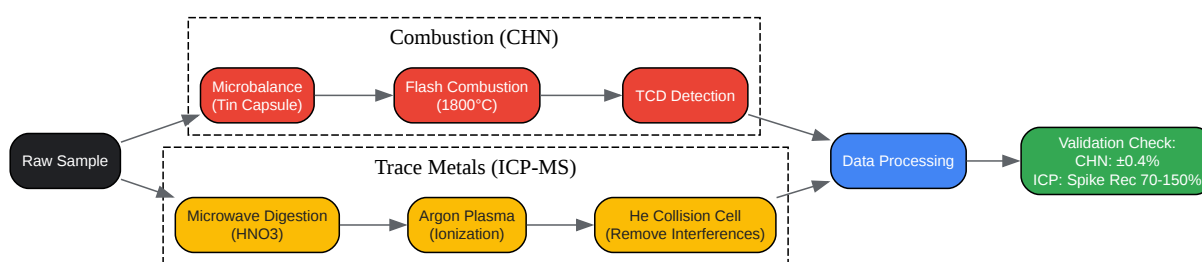 Combustion (CHN)
Microbalance
(Tin Capsule)
Flash Combustion
(1800°C)
TCD Detection
Raw Sample
Trace Metals (ICP-MS)
Microwave Digestion
(HNO3)
Argon Plasma
(Ionization)
He Collision Cell
(Remove Interferences)
Data Processing
Validation Check:
CHN: ±0.4%
ICP: Spike Rec 70-150%